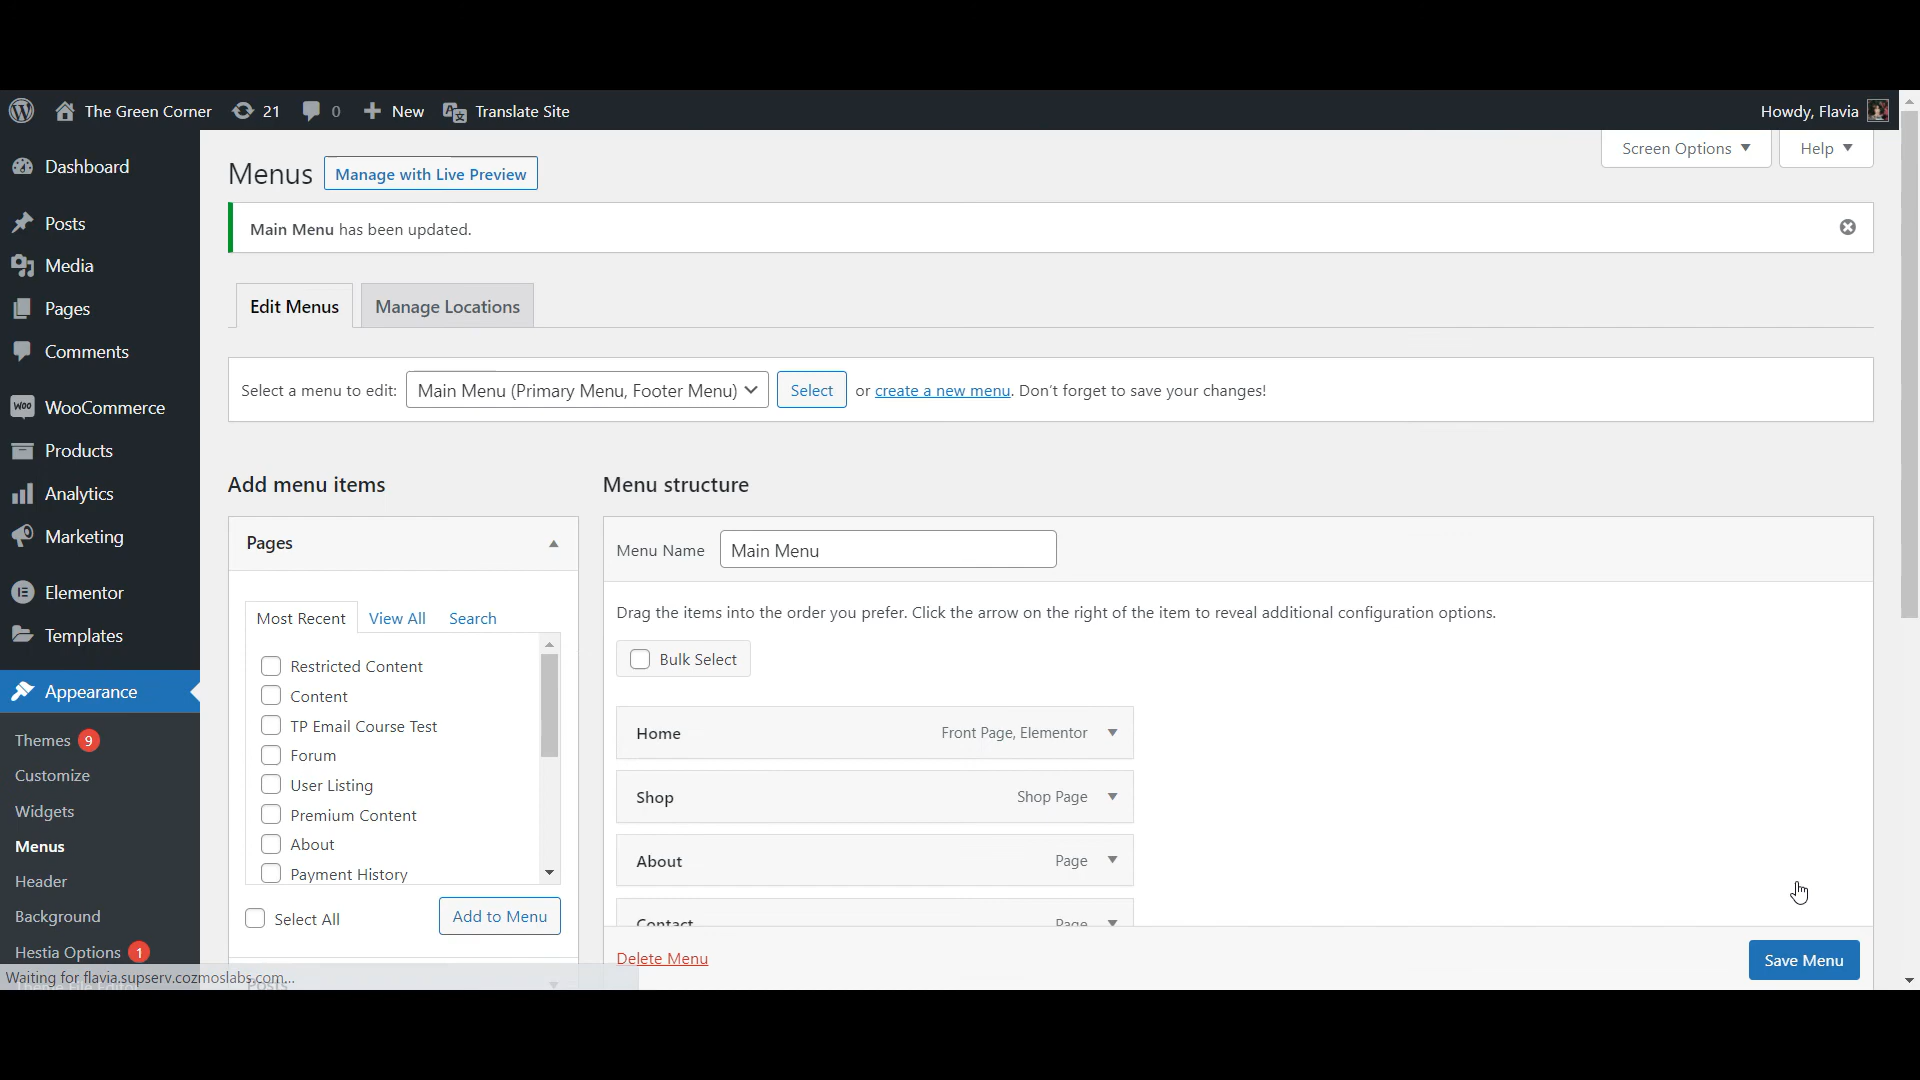 The Green Corner 21 0 New Translate Site Howdy, Flavia
Dashboard
Posts
Media
Pages
Comments
WooCommerce
Products
Analytics
Marketing
Elementor
Templates
Appearance
Themes 9
Customize
Widgets
Menus
Header
Background
Hestia Options 1
Waiting for flavia.supserv.cozmoslabs.com...
Screen Options Help
Menus Manage with Live Preview
Main Menu has been updated.
Edit Menus Manage Locations
Select a menu to edit: Main Menu (Primary Menu, Footer Menu) Select or create a new menu. Don't forget to save your changes!
Add menu items
Pages
Most Recent View All Search
Restricted Content
Content
TP Email Course Test
Forum
User Listing
Premium Content
About
Payment History
Select All Add to Menu
Posts
Menu structure
Menu Name Main Menu
Drag the items into the order you prefer. Click the arrow on the right of the item to reveal additional configuration options.
Bulk Select
Home Front Page, Elementor
Shop Shop Page
About Page
Contact Page
Delete Menu Save Menu